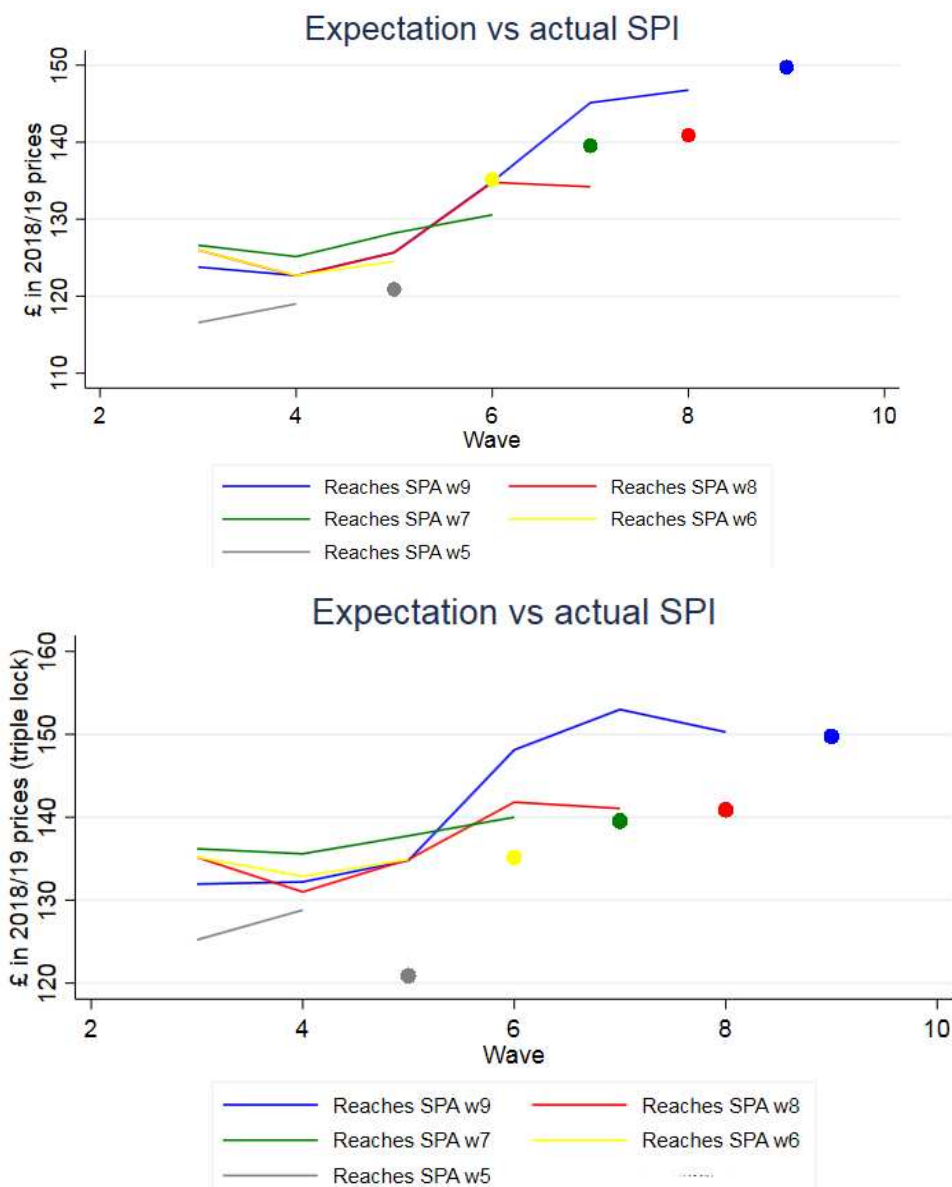 Expectation vs actual SPI
£ in 2018/19 prices
150
140
130
120
110
2 4 6 8 10
Wave
Reaches SPA w9 Reaches SPA w8
Reaches SPA w7 Reaches SPA w6
Reaches SPA w5
Expectation vs actual SPI
£ in 2018/19 prices (triple lock)
160
150
140
130
120
2 4 6 8 10
Wave
Reaches SPA w9 Reaches SPA w8
Reaches SPA w7 Reaches SPA w6
Reaches SPA w5